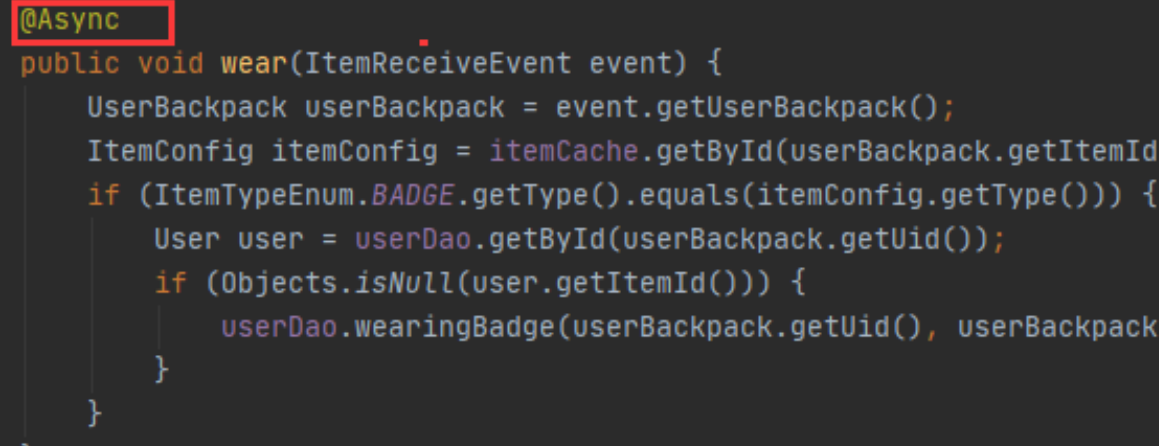 @Async
public void wear(ItemReceiveEvent event) {
UserBackpack userBackpack = event.getUserBackpack();
ItemConfig itemConfig = itemCache.getById(userBackpack.getItemId
if (ItemTypeEnum.BADGE.getType().equals(itemConfig.getType())) {
User user = userDao.getById(userBackpack.getUid());
if (Objects.isNull(user.getItemId())) {
userDao.wearingBadge(userBackpack.getUid(), userBackpack
}
}